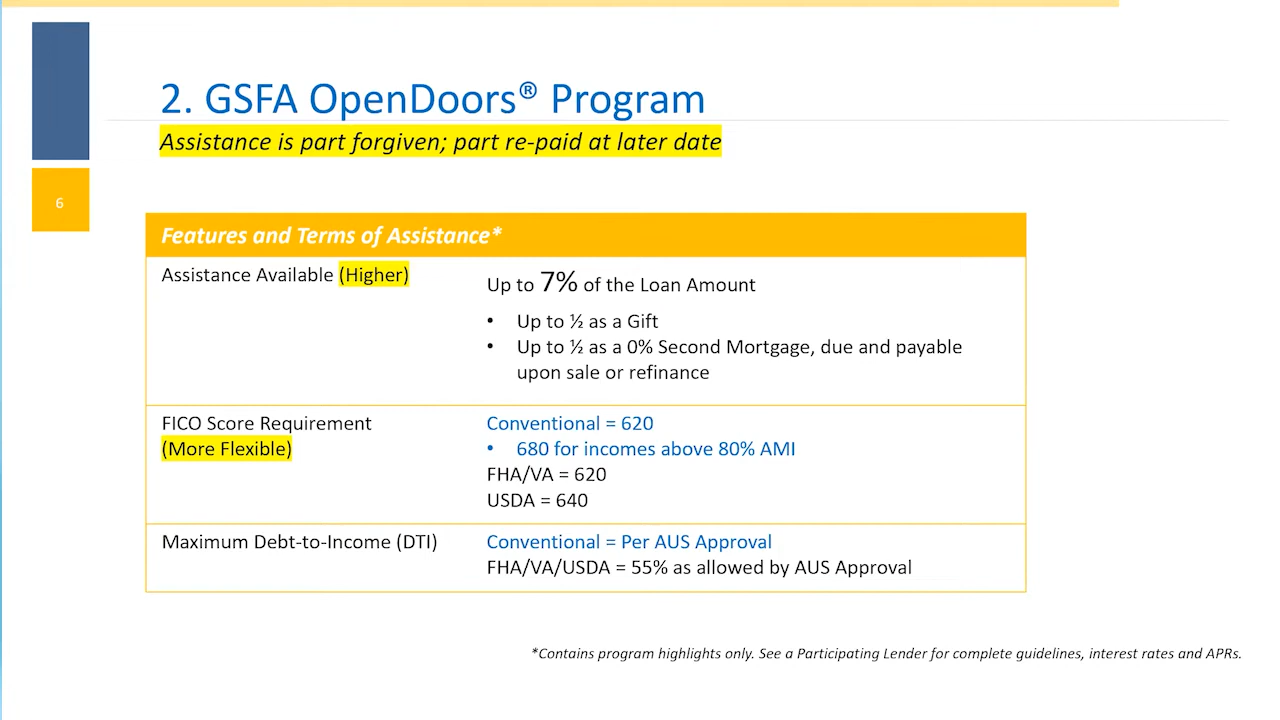 2. GSFA OpenDoors® Program
Assistance is part forgiven; part re-paid at later date
6
Features and Terms of Assistance*
Assistance Available (Higher)
Up to 7% of the Loan Amount
• Up to ½ as a Gift
• Up to ½ as a 0% Second Mortgage, due and payable
upon sale or refinance
FICO Score Requirement
(More Flexible)
Conventional = 620
• 680 for incomes above 80% AMI
FHA/VA = 620
USDA = 640
Maximum Debt-to-Income (DTI)
Conventional = Per AUS Approval
FHA/VA/USDA = 55% as allowed by AUS Approval
*Contains program highlights only. See a Participating Lender for complete guidelines, interest rates and APRs.